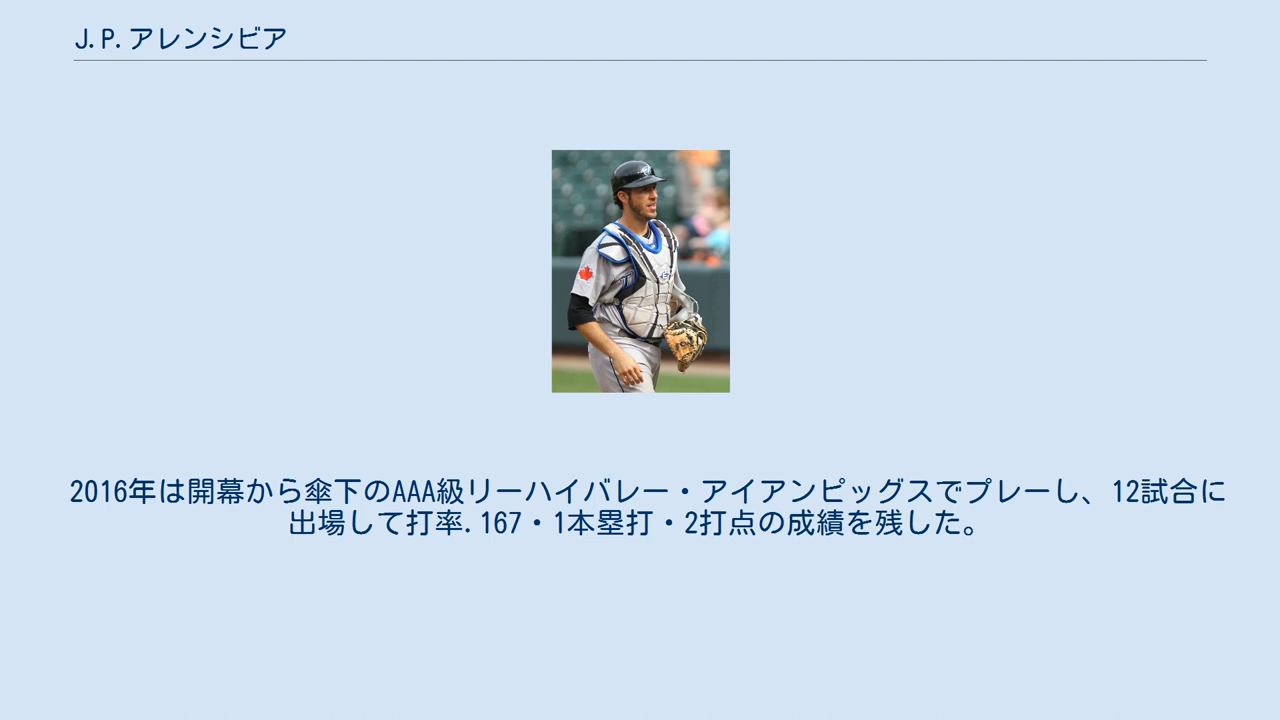 J.P.アレンシビア
2016年は開幕から傘下のAAA級リーハイバレー・アイアンピッグスでプレーし、12試合に
出場して打率.167・1本塁打・2打点の成績を残した。